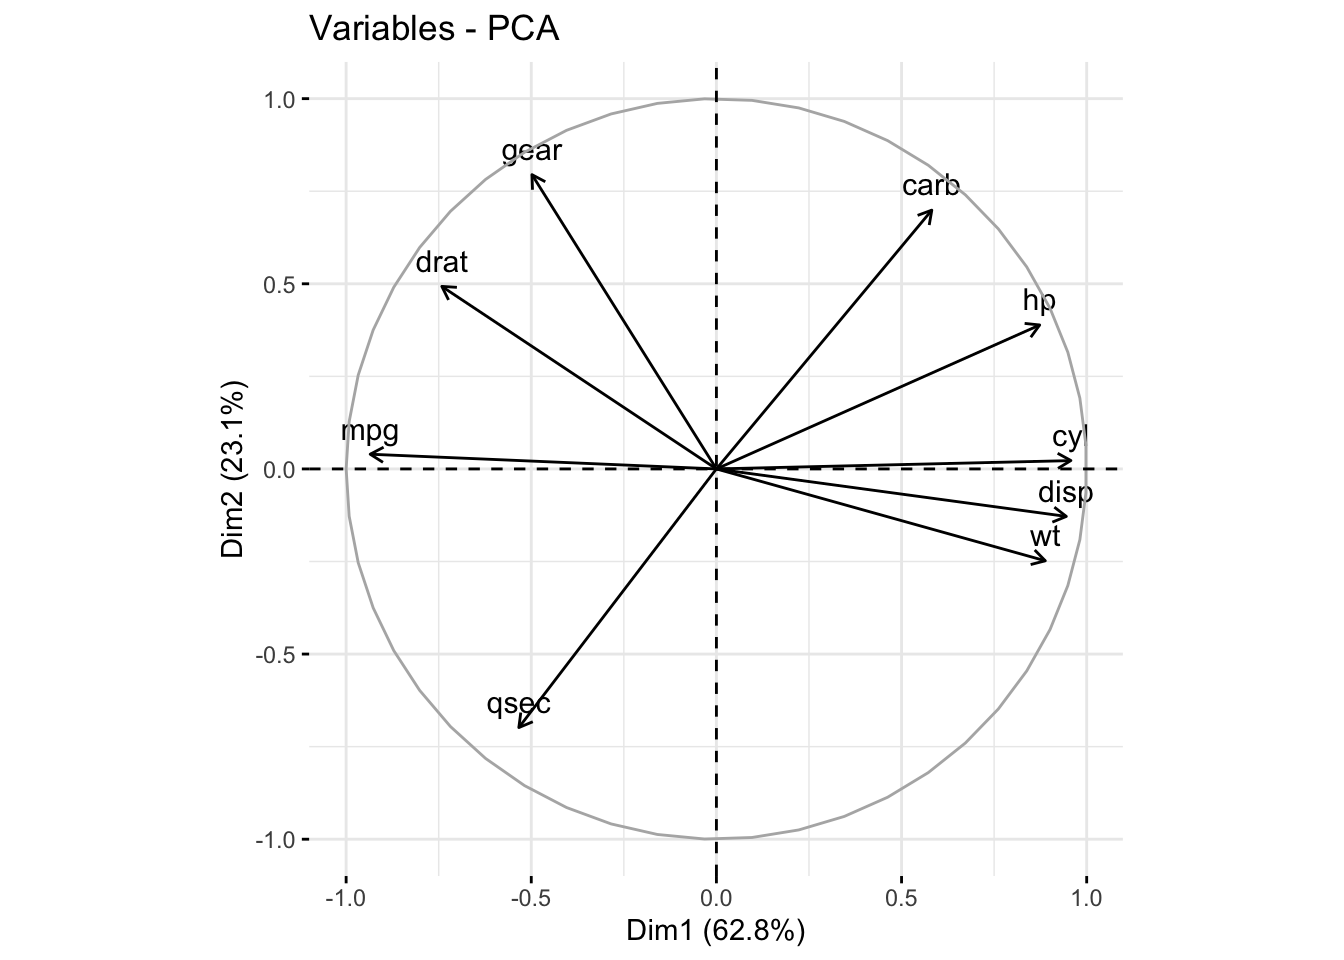 Variables - PCA
1.0
gear
carb
drat
0.5
hp
mpg
cyl
0.0
disp
wt
Dim2 (23.1%)
-0.5
qsec
-1.0
-1.0 -0.5 0.0 0.5 1.0
Dim1 (62.8%)